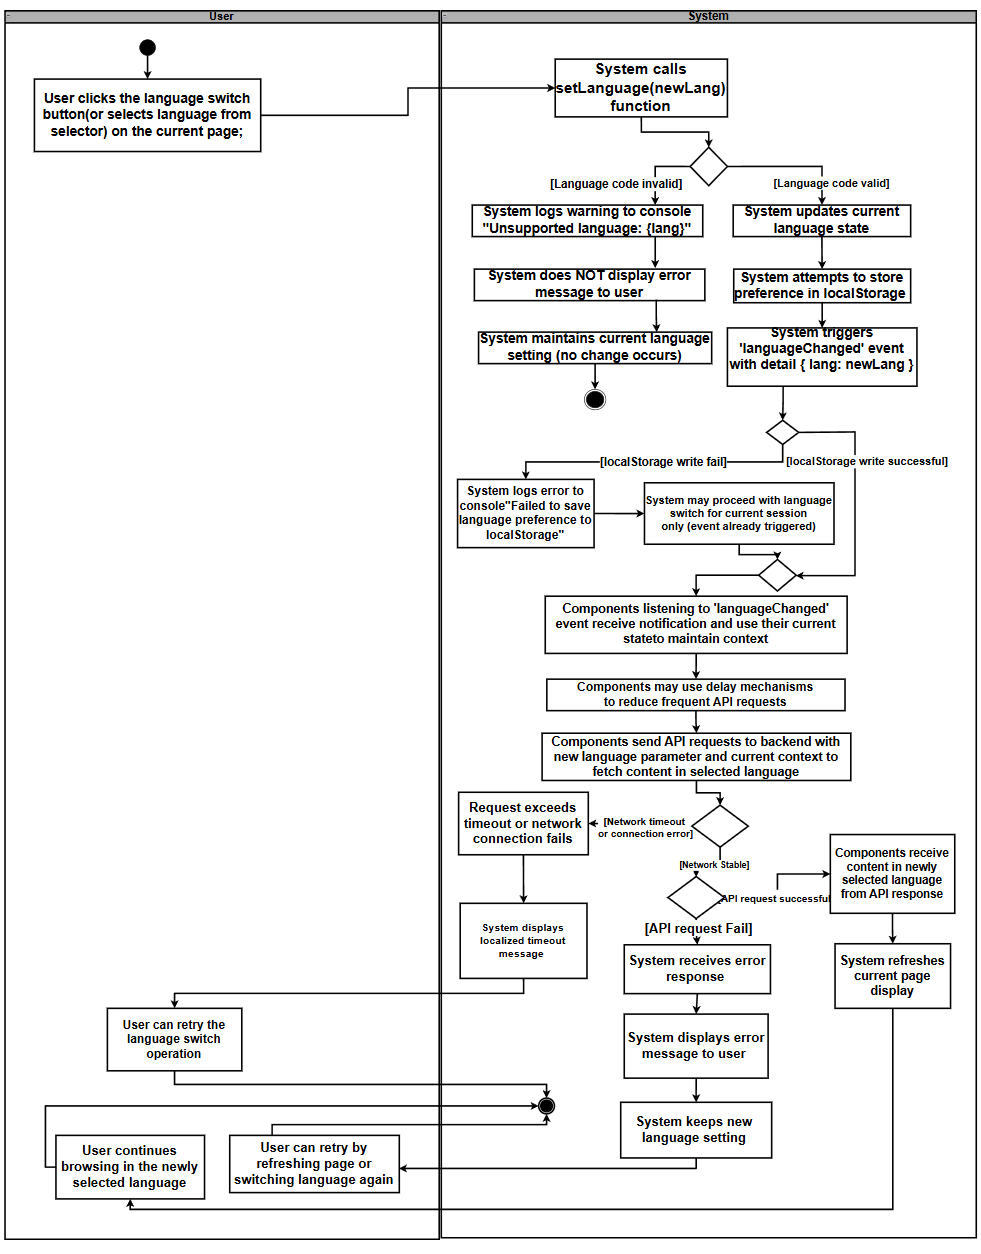 User
System
User clicks the language switch
button(or selects language from
selector) on the current page;
System calls
setLanguage(newLang)
function
[Language code invalid]
[Language code valid]
System logs warning to console
"Unsupported language: {lang}"
System updates current
language state
System does NOT display error
message to user
System attempts to store
preference in localStorage
System maintains current language
setting (no change occurs)
System triggers
'languageChanged' event
with detail { lang: newLang }
[localStorage write fail]
[localStorage write successful]
System logs error to
console"Failed to save
language preference to
localStorage"
System may proceed with language
switch for current session
only (event already triggered)
Components listening to 'languageChanged'
event receive notification and use their current
stateto maintain context
Components may use delay mechanisms
to reduce frequent API requests
Components send API requests to backend with
new language parameter and current context to
fetch content in selected language
Request exceeds
timeout or network
connection fails
[Network timeout
or connection error]
[Network Stable]
API request successful
Components receive
content in newly
selected language
from API response
System displays
localized timeout
message
[API request Fail]
System receives error
response
System refreshes
current page
display
User can retry the
language switch
operation
System displays error
message to user
System keeps new
language setting
User continues
browsing in the newly
selected language
User can retry by
refreshing page or
switching language again